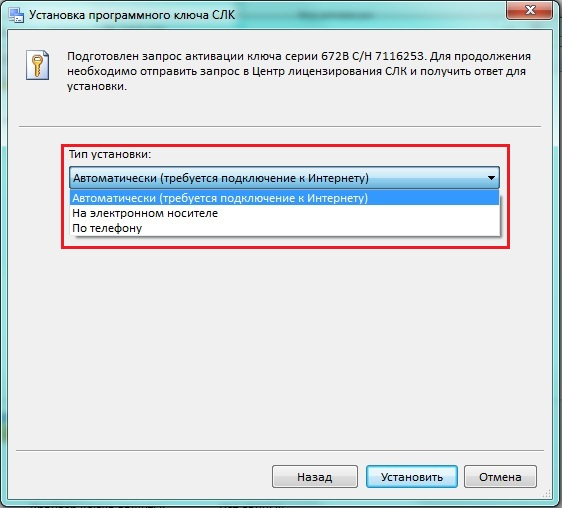 Установка программного ключа СЛК
Подготовлен запрос активации ключа серии 672B С/Н 7116253. Для продолжения
необходимо отправить запрос в Центр лицензирования СЛК и получить ответ для
установки.
Тип установки:
Автоматически (требуется подключение к Интернету)
Автоматически (требуется подключение к Интернету)
На электронном носителе
По телефону
Назад
Установить
Отмена